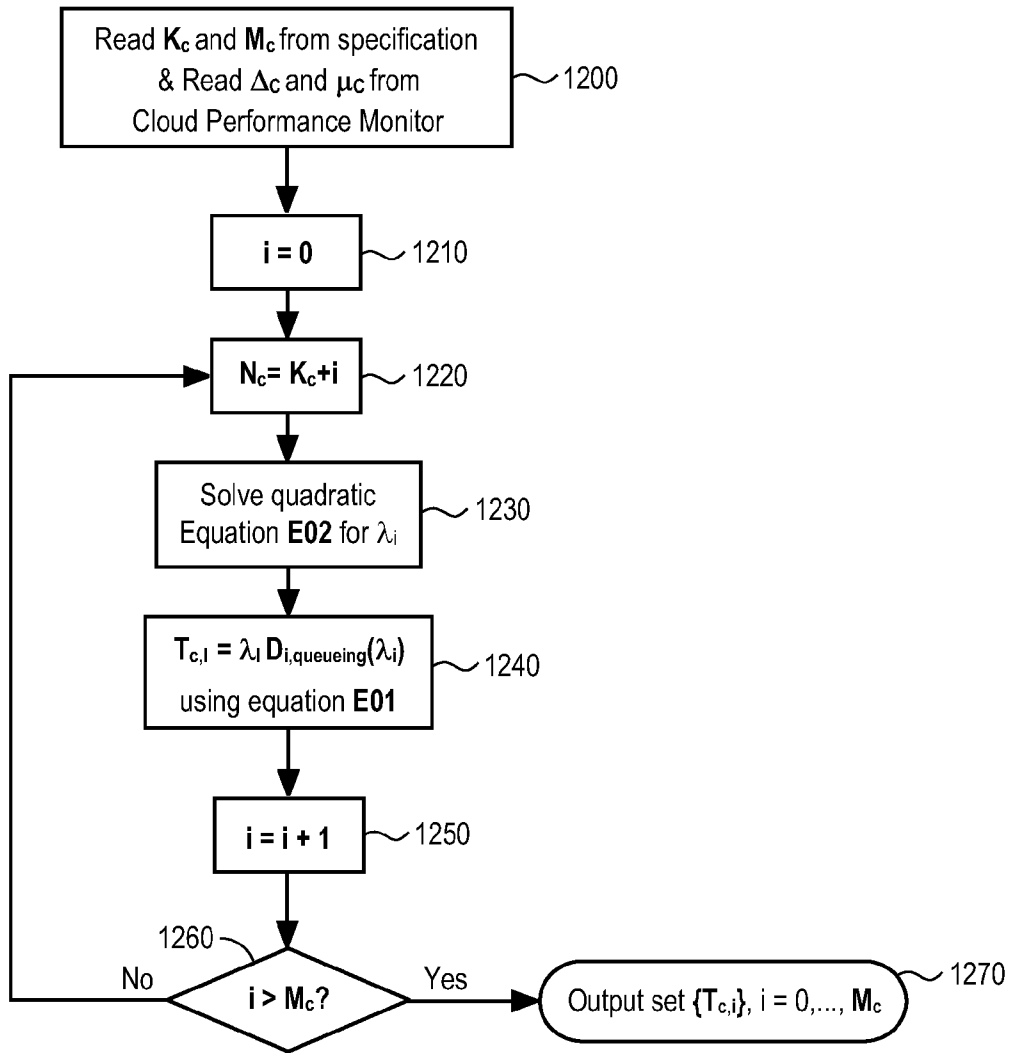 Read Kc and Mc from specification
& Read Δc and μc from
Cloud Performance Monitor
1200
i = 0
1210
Nc= Kc+i
1220
Solve quadratic
Equation E02 for λi
1230
Tc,I = λI Di,queueing(λi)
using equation E01
1240
i = i + 1
1250
1260
No
i > Mc?
Yes
Output set {Tc,i}, i = 0,..., Mc
1270